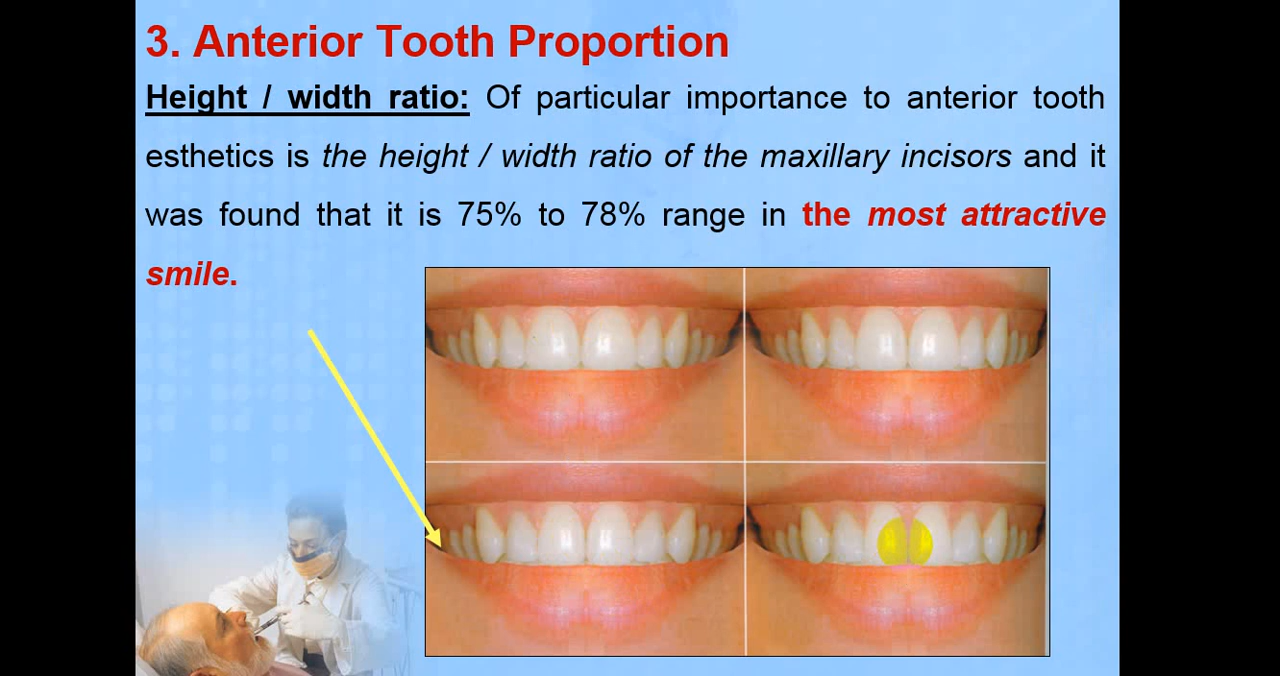 3. Anterior Tooth Proportion
Height / width ratio: Of particular importance to anterior tooth
esthetics is the height / width ratio of the maxillary incisors and it
was found that it is 75% to 78% range in the most attractive
smile.